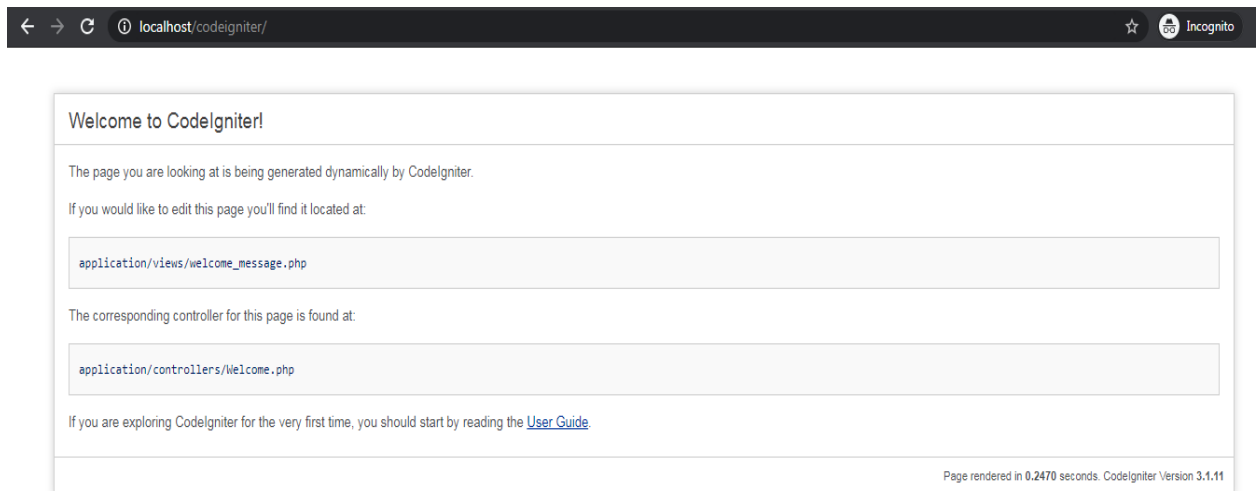 localhost/codeigniter/
Incognito
Welcome to CodeIgniter!
The page you are looking at is being generated dynamically by CodeIgniter.
If you would like to edit this page you'll find it located at:
application/views/welcome_message.php
The corresponding controller for this page is found at:
application/controllers/Welcome.php
If you are exploring CodeIgniter for the very first time, you should start by reading the User Guide.
Page rendered in 0.2470 seconds. CodeIgniter Version 3.1.11